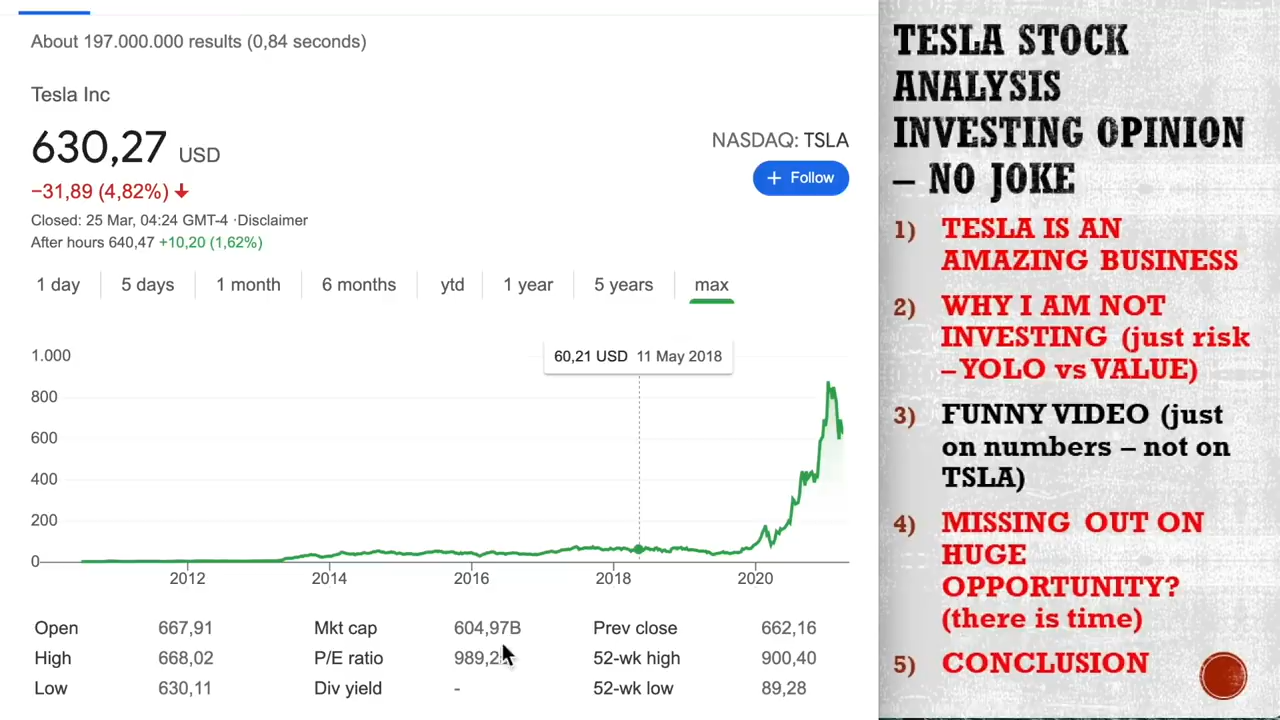 About 197.000.000 results (0,84 seconds)
Tesla Inc
630,27 USD
NASDAQ: TSLA
−31,89 (4,82%)
+ Follow
Closed: 25 Mar, 04:24 GMT-4 ·Disclaimer
After hours 640,47 +10,20 (1,62%)
1 day 5 days 1 month 6 months ytd 1 year 5 years max
60,21 USD 11 May 2018
1.000
800
600
400
200
0
2012 2014 2016 2018 2020
Open 667,91 Mkt cap 604,97B Prev close 662,16
High 668,02 P/E ratio 52-wk high 900,40
Low 630,11 Div yield - 52-wk low 89,28
TESLA STOCK
ANALYSIS
INVESTING OPINION
– NO JOKE
1) TESLA IS AN
AMAZING BUSINESS
2) WHY I AM NOT
INVESTING (just risk
– YOLO vs VALUE)
3) FUNNY VIDEO (just
on numbers – not on
TSLA)
4) MISSING OUT ON
HUGE
OPPORTUNITY?
(there is time)
5) CONCLUSION